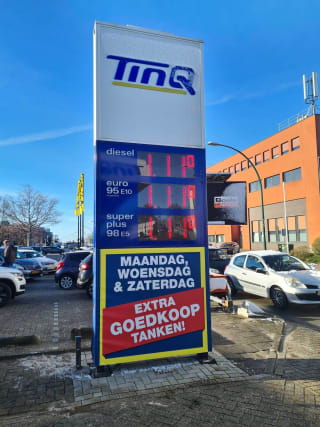 TinQ
diesel
euro
95 E10
super
plus
98 E5
MAANDAG,
WOENSDAG
& ZATERDAG
EXTRA
GOEDKOOP
TANKEN!